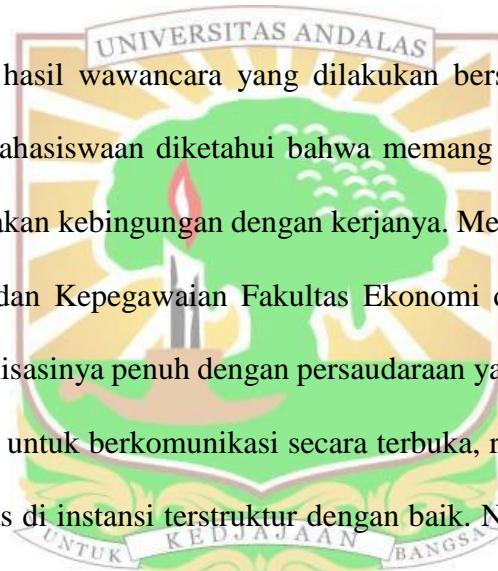 UNIVERSITAS ANDALAS
hasil wawancara yang dilakukan bers
ahasiswaan diketahui bahwa memang
akan kebingungan dengan kerjanya. Me
dan Kepegawaian Fakultas Ekonomi d
isasinya penuh dengan persaudaraan ya
untuk berkomunikasi secara terbuka, r
s di instansi terstruktur dengan baik. N
UNTUK KEDJAJAAN BANGSA